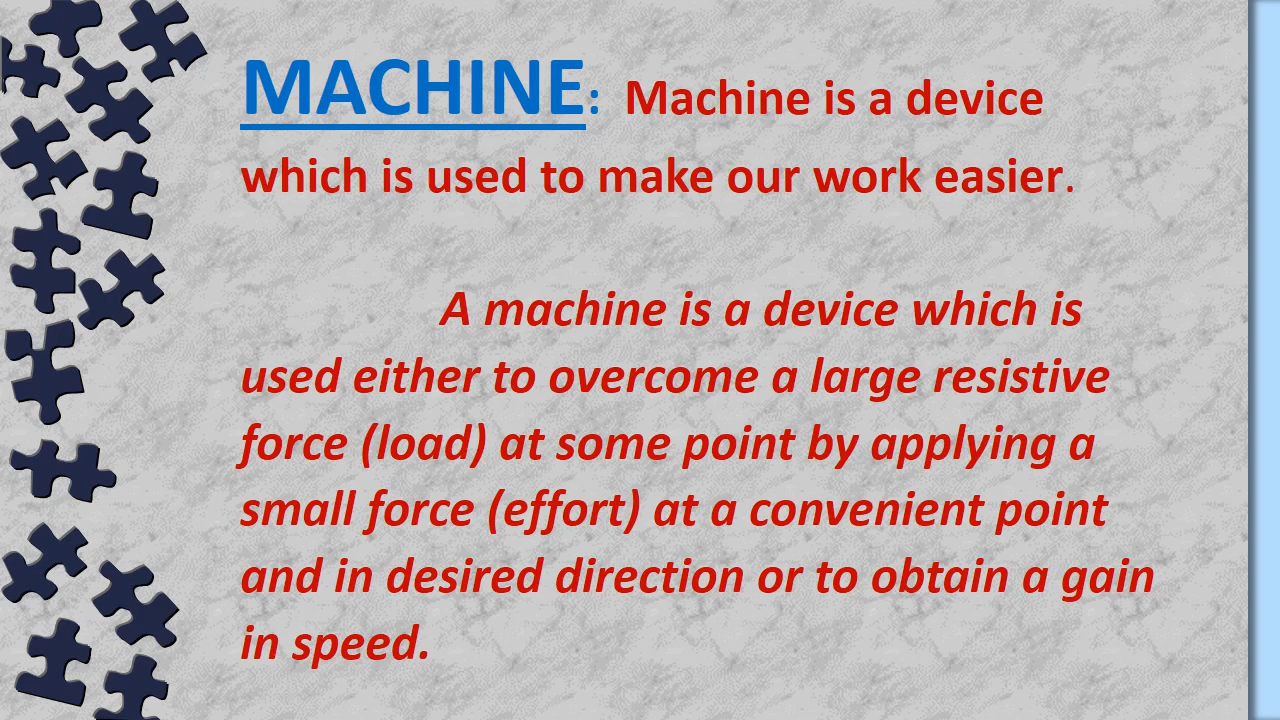 MACHINE: Machine is a device
which is used to make our work easier.
A machine is a device which is
used either to overcome a large resistive
force (load) at some point by applying a
small force (effort) at a convenient point
and in desired direction or to obtain a gain
in speed.